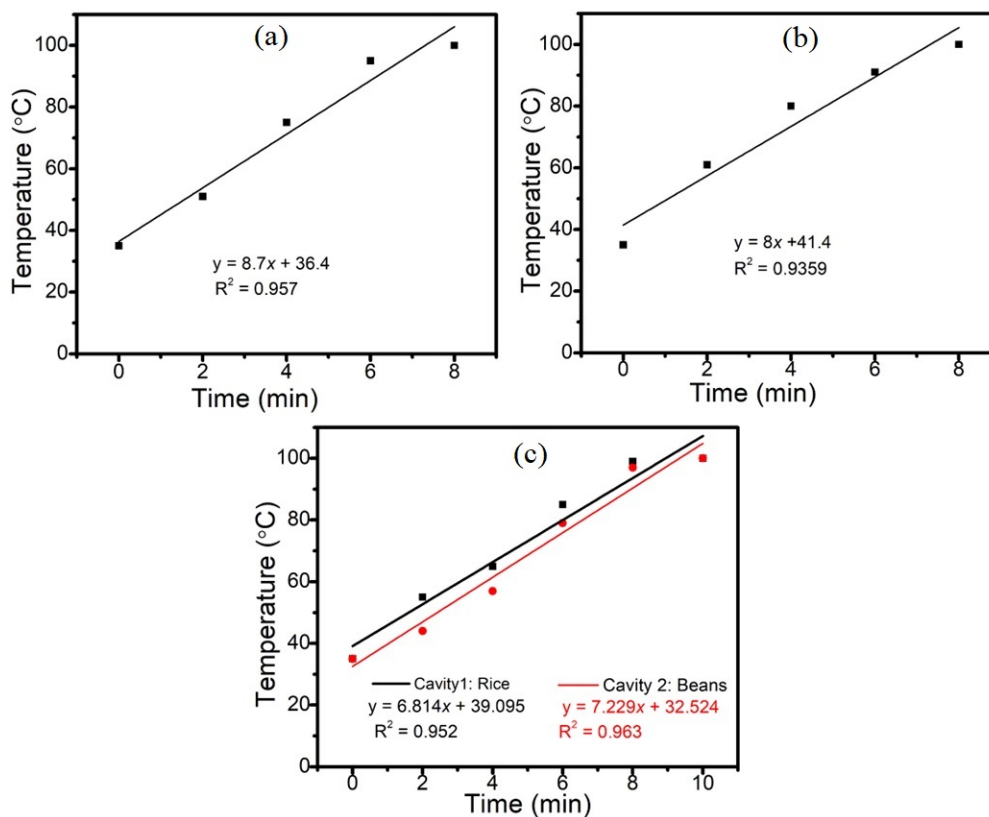 (a)
Temperature (°C)
100
80
60
40
20
0
y = 8.7x + 36.4
R² = 0.957
0 2 4 6 8
Time (min)
(b)
Temperature (°C)
100
80
60
40
20
0
y = 8x +41.4
R² = 0.9359
0 2 4 6 8
Time (min)
(c)
Temperature (°C)
100
80
60
40
20
0
Cavity1: Rice
y = 6.814x + 39.095
R² = 0.952
Cavity 2: Beans
y = 7.229x + 32.524
R² = 0.963
0 2 4 6 8 10
Time (min)